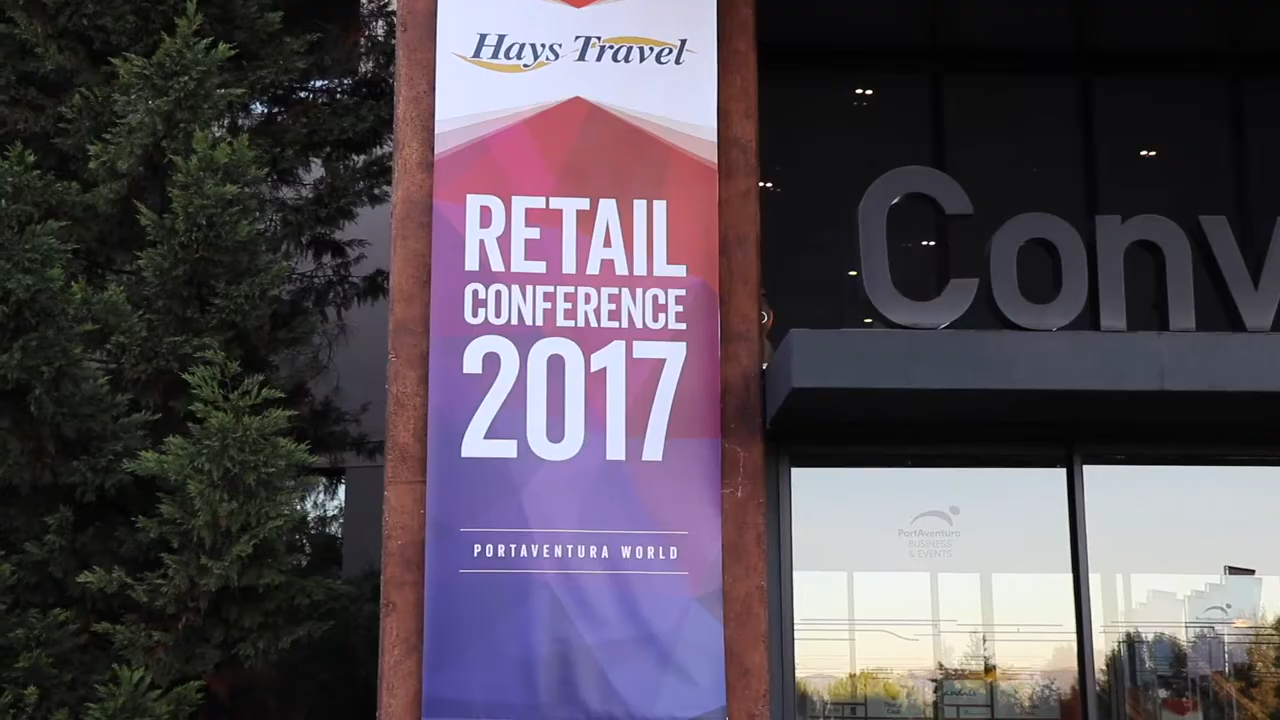 Hays Travel
RETAIL
CONFERENCE
2017
PORTAVENTURA WORLD
Conv
PortAventura
BUSINESS
& EVENTS